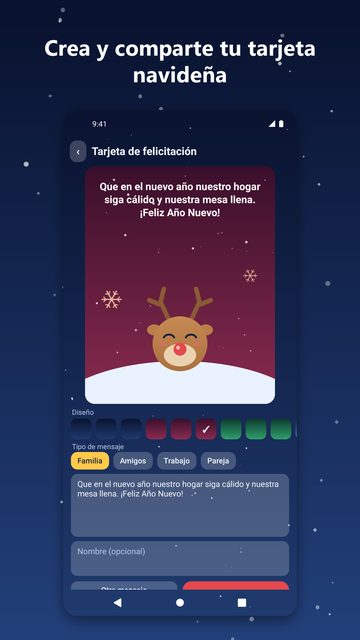 Crea y comparte tu tarjeta
navideña
9:41
‹ Tarjeta de felicitación
Que en el nuevo año nuestro hogar
siga cálido y nuestra mesa llena.
¡Feliz Año Nuevo!
Diseño
Tipo de mensaje
Familia Amigos Trabajo Pareja
Que en el nuevo año nuestro hogar siga cálido y nuestra
mesa llena. ¡Feliz Año Nuevo!
Nombre (opcional)
Otro mensaje